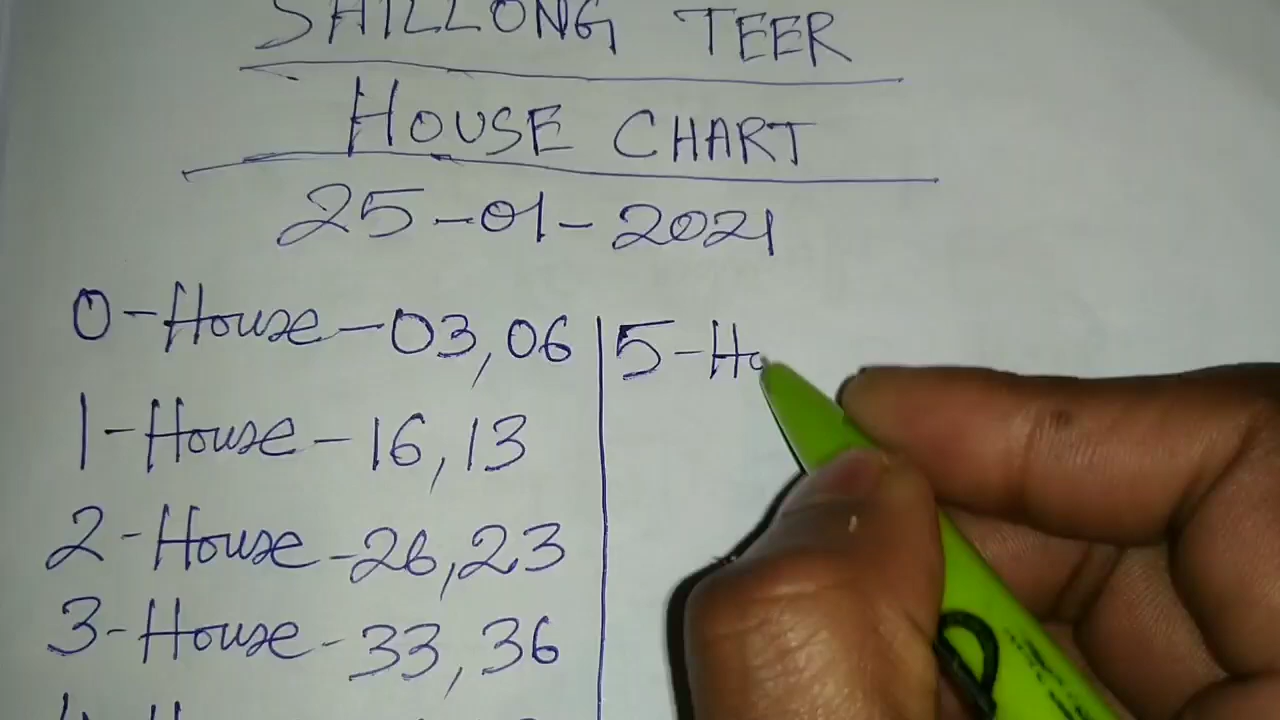 SHILLONG TEER
HOUSE CHART
25-01-2021
0-House-03,06
1-House-16,13
2-House-26,23
3-House-33,36
5-Ho